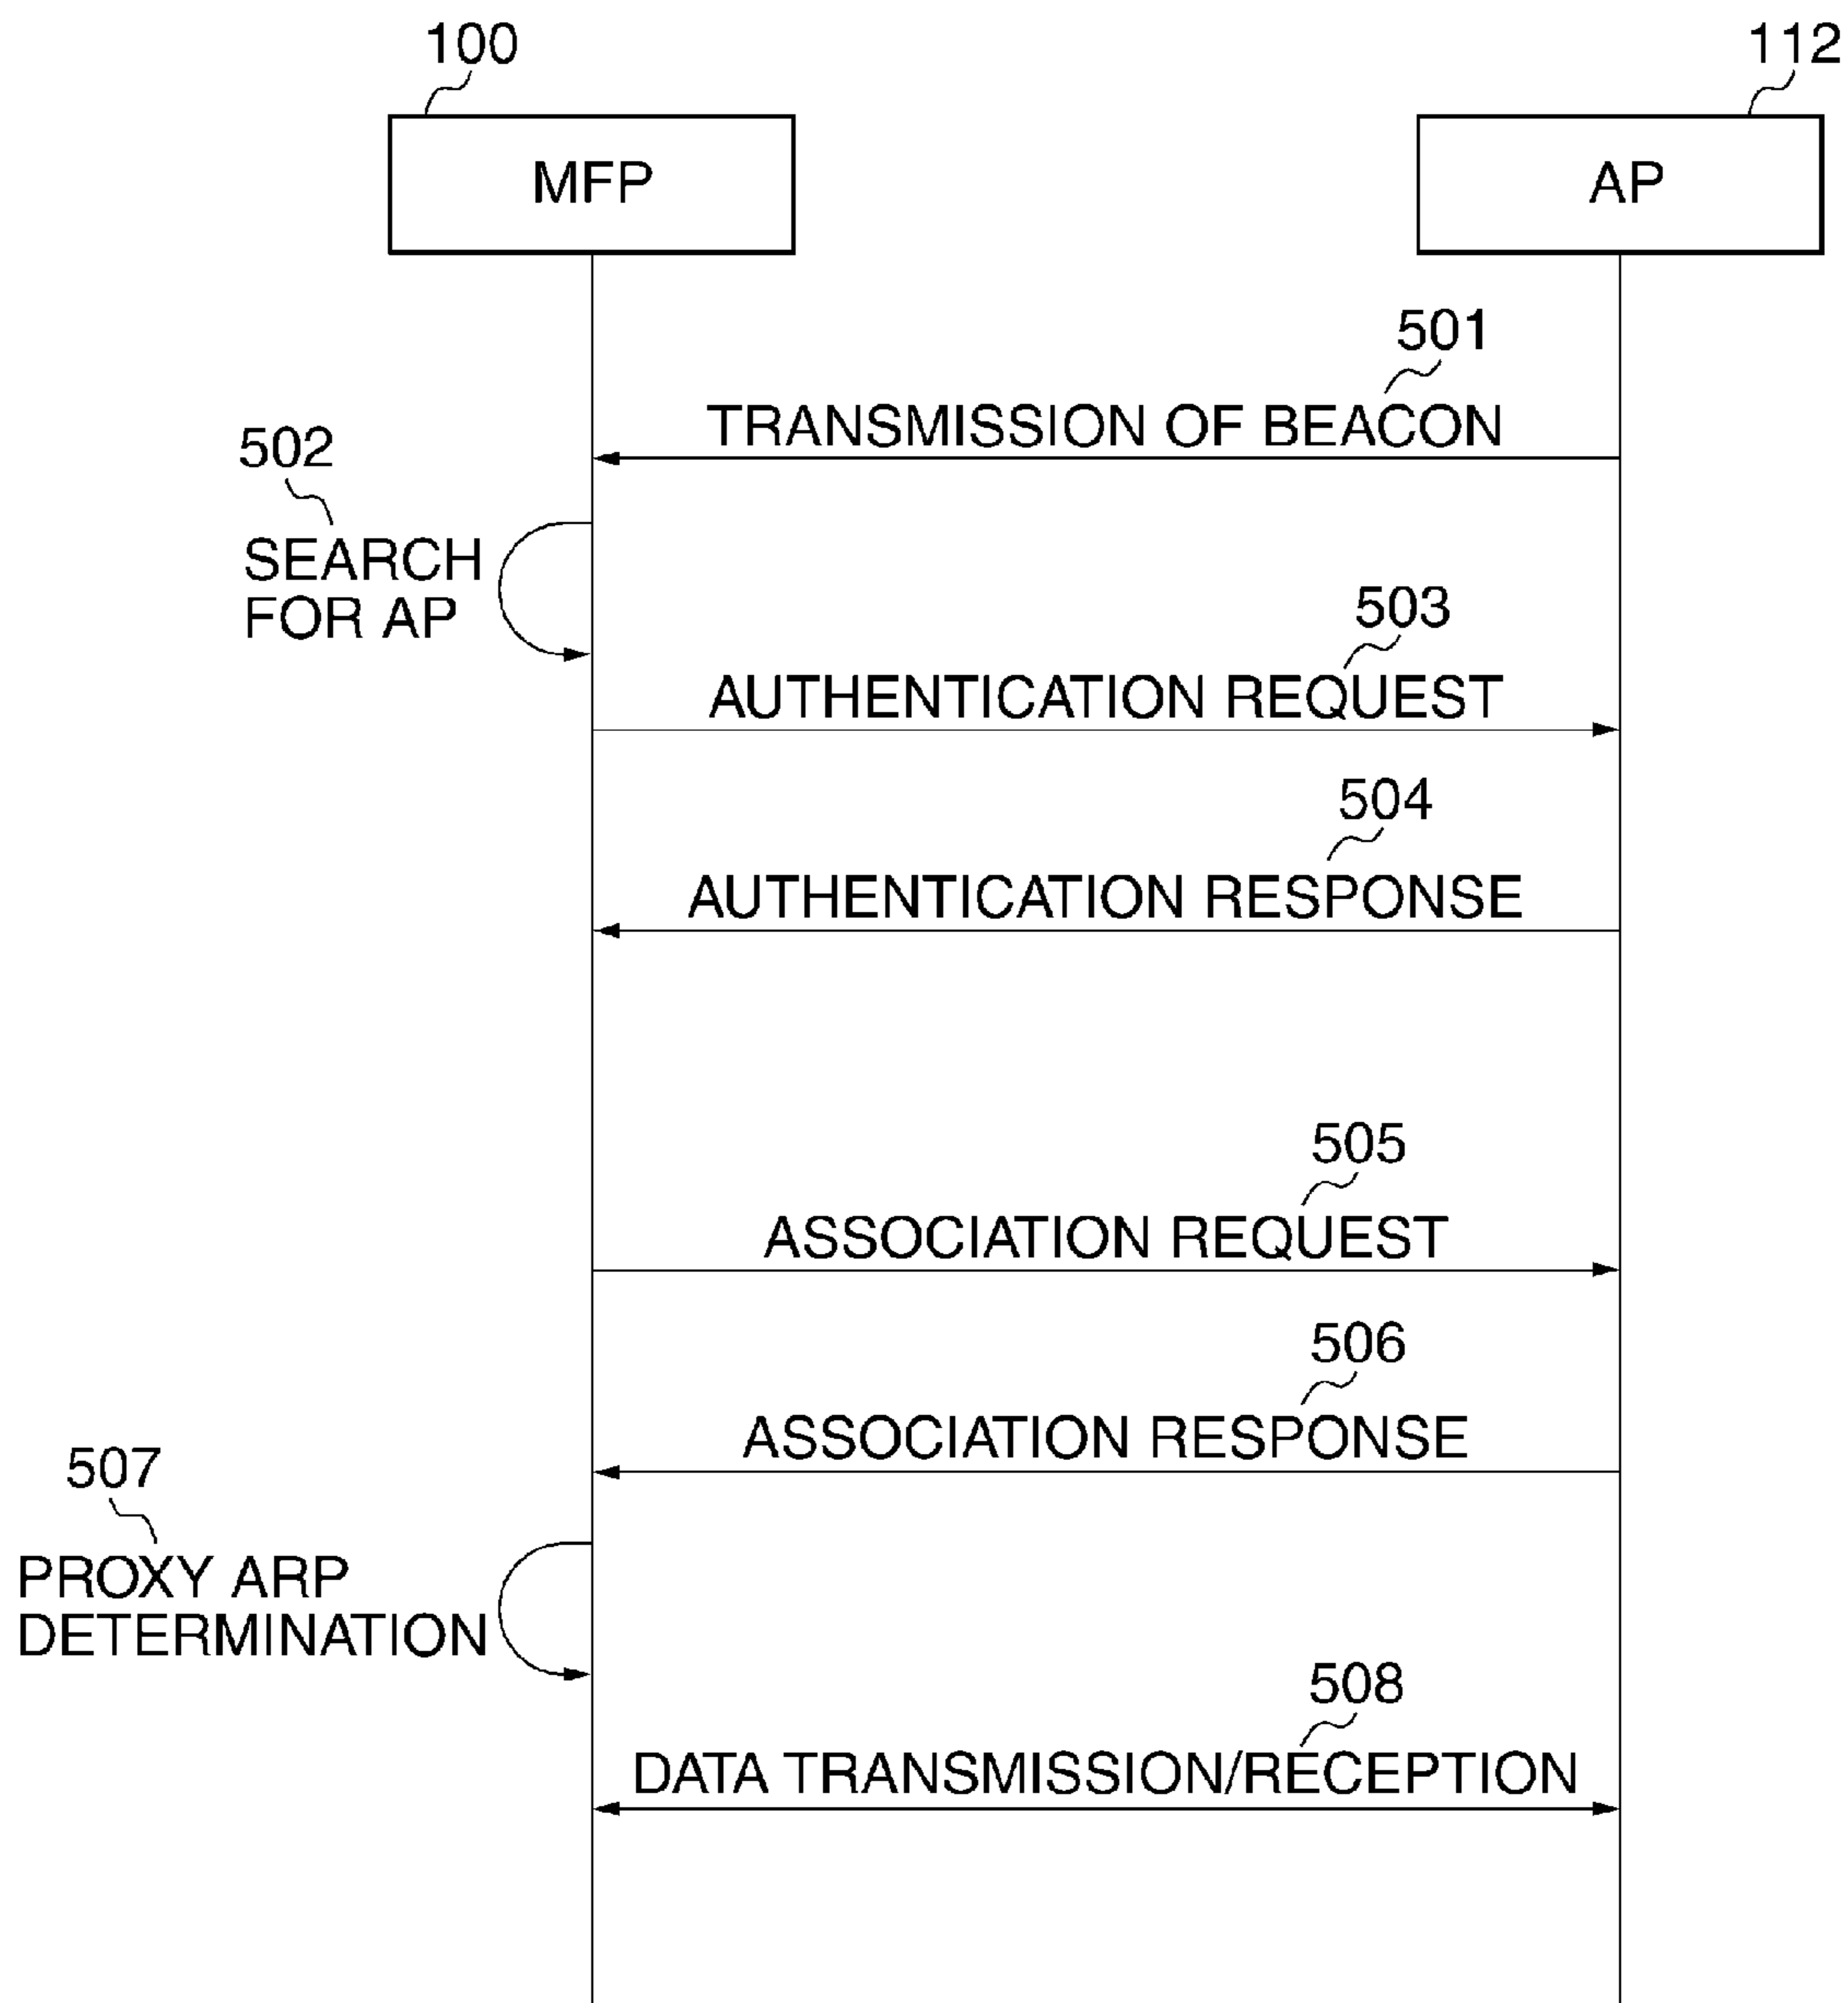 100
112
MFP
AP
501
TRANSMISSION OF BEACON
502
SEARCH
FOR AP
503
AUTHENTICATION REQUEST
504
AUTHENTICATION RESPONSE
505
ASSOCIATION REQUEST
506
ASSOCIATION RESPONSE
507
PROXY ARP
DETERMINATION
508
DATA TRANSMISSION/RECEPTION